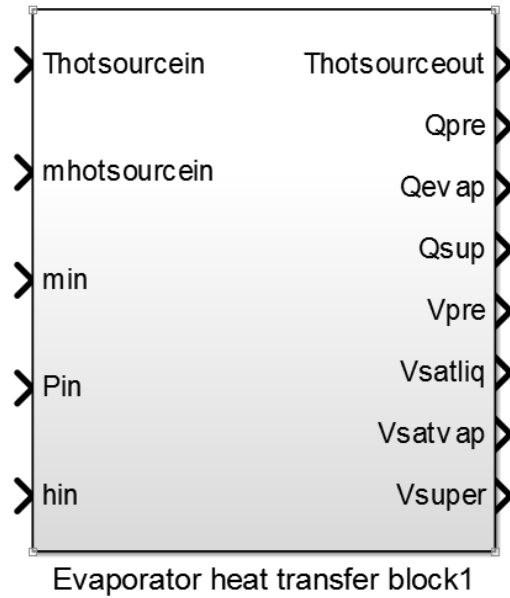 Thotsourcein
Thotsourceout
Qpre
mhotsourcein
Qevap
Qsup
min
Vpre
Vsatliq
Pin
Vsatvap
hin
Vsuper
Evaporator heat transfer block1